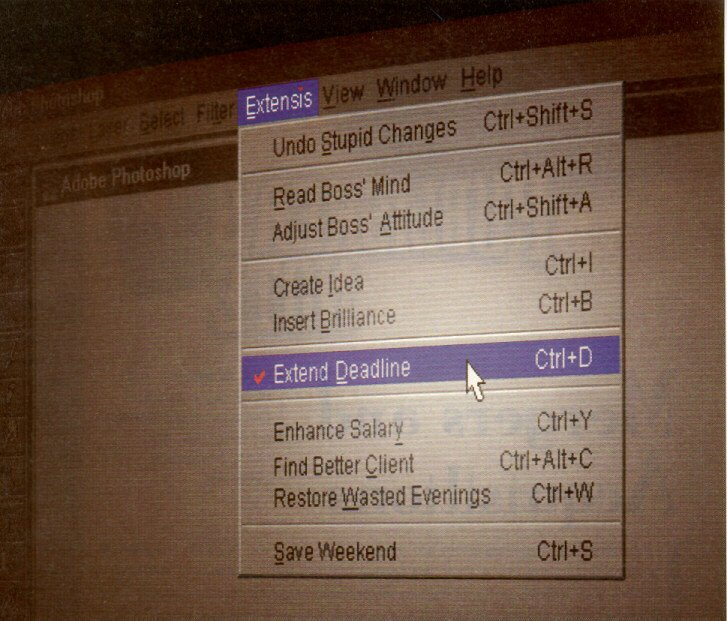 Select Filter Extensis View Window Help
Adobe Photoshop
Undo Stupid Changes Ctrl+Shift+S
Read Boss' Mind Ctrl+Alt+R
Adjust Boss' Attitude Ctrl+Shift+A
Create Idea Ctrl+I
Insert Brilliance Ctrl+B
Extend Deadline Ctrl+D
Enhance Salary Ctrl+Y
Find Better Client Ctrl+Alt+C
Restore Wasted Evenings Ctrl+W
Save Weekend Ctrl+S